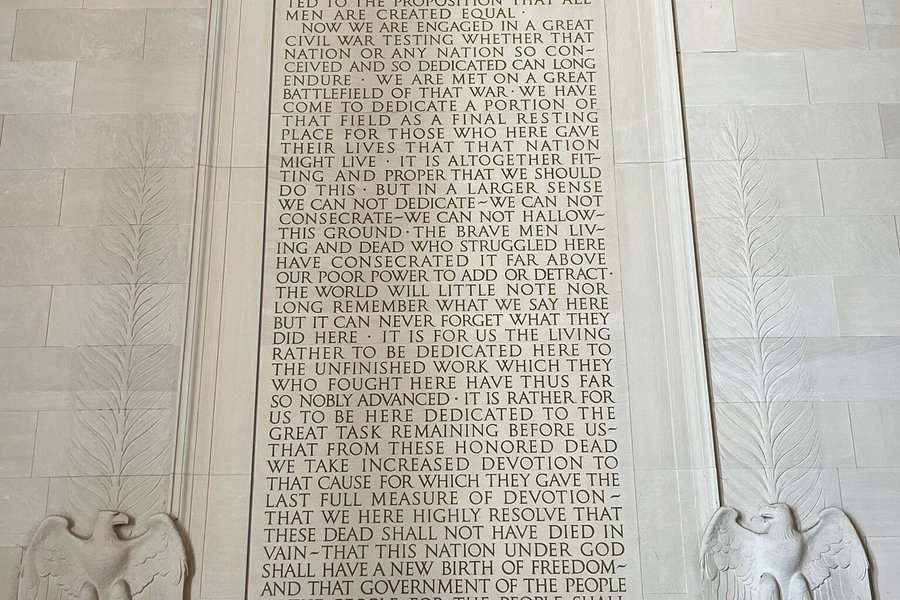 TED TO THE PROPOSITION THAT ALL
MEN ARE CREATED EQUAL ·
NOW WE ARE ENGAGED IN A GREAT
CIVIL WAR TESTING WHETHER THAT
NATION OR ANY NATION SO CON~
CEIVED AND SO DEDICATED CAN LONG
ENDURE · WE ARE MET ON A GREAT
BATTLEFIELD OF THAT WAR · WE HAVE
COME TO DEDICATE A PORTION OF
THAT FIELD AS A FINAL RESTING
PLACE FOR THOSE WHO HERE GAVE
THEIR LIVES THAT THAT NATION
MIGHT LIVE · IT IS ALTOGETHER FIT~
TING AND PROPER THAT WE SHOULD
DO THIS · BUT IN A LARGER SENSE
WE CAN NOT DEDICATE~WE CAN NOT
CONSECRATE~WE CAN NOT HALLOW~
THIS GROUND · THE BRAVE MEN LIV~
ING AND DEAD WHO STRUGGLED HERE
HAVE CONSECRATED IT FAR ABOVE
OUR POOR POWER TO ADD OR DETRACT ·
THE WORLD WILL LITTLE NOTE NOR
LONG REMEMBER WHAT WE SAY HERE
BUT IT CAN NEVER FORGET WHAT THEY
DID HERE · IT IS FOR US THE LIVING
RATHER TO BE DEDICATED HERE TO
THE UNFINISHED WORK WHICH THEY
WHO FOUGHT HERE HAVE THUS FAR
SO NOBLY ADVANCED · IT IS RATHER FOR
US TO BE HERE DEDICATED TO THE
GREAT TASK REMAINING BEFORE US~
THAT FROM THESE HONORED DEAD
WE TAKE INCREASED DEVOTION TO
THAT CAUSE FOR WHICH THEY GAVE THE
LAST FULL MEASURE OF DEVOTION~
THAT WE HERE HIGHLY RESOLVE THAT
THESE DEAD SHALL NOT HAVE DIED IN
VAIN~THAT THIS NATION UNDER GOD
SHALL HAVE A NEW BIRTH OF FREEDOM~
AND THAT GOVERNMENT OF THE PEOPLE
THE PEOPLE FOR THE PEOPLE SHALL